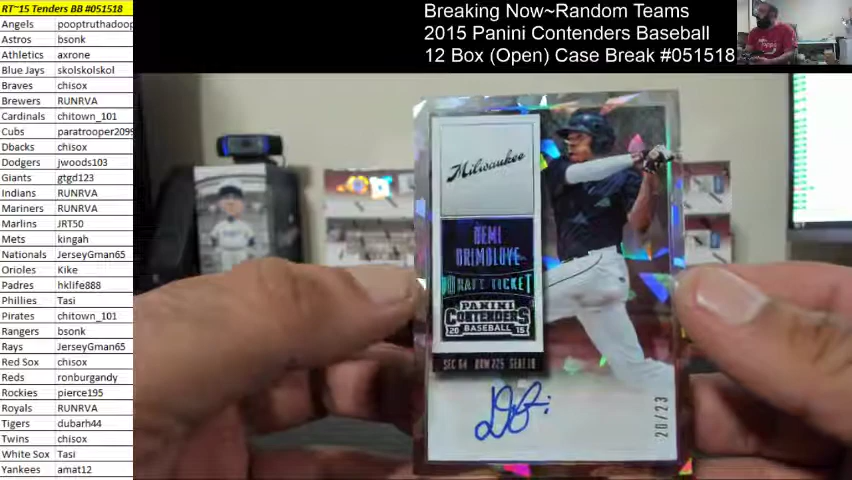 RT~15 Tenders BB #051518
Angels pooptruthadoop
Astros bsonk
Athletics axrone
Blue Jays skolskolskol
Braves chisox
Brewers RUNRVA
Cardinals chitown_101
Cubs paratrooper2099
Dbacks chisox
Dodgers jwoods103
Giants gtgd123
Indians RUNRVA
Mariners RUNRVA
Marlins JRT50
Mets kingah
Nationals JerseyGman65
Orioles Kike
Padres hklife888
Phillies Tasi
Pirates chitown_101
Rangers bsonk
Rays JerseyGman65
Red Sox chisox
Reds ronburgandy
Rockies pierce195
Royals RUNRVA
Tigers dubarh44
Twins chisox
White Sox Tasi
Yankees amat12
Breaking Now~Random Teams
2015 Panini Contenders Baseball
12 Box (Open) Case Break #051518
Milwaukee
DEMI
ORIMOLOYE
DRAFT TICKET
PANINI
CONTENDERS
20 BASEBALL 15
20/23